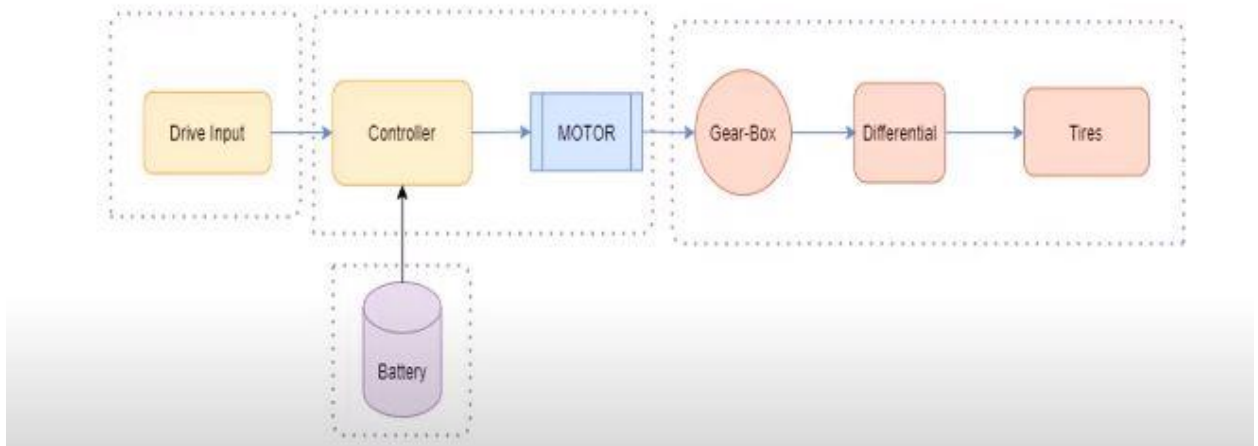 Drive Input
Controller
MOTOR
Gear-Box
Differential
Tires
Battery